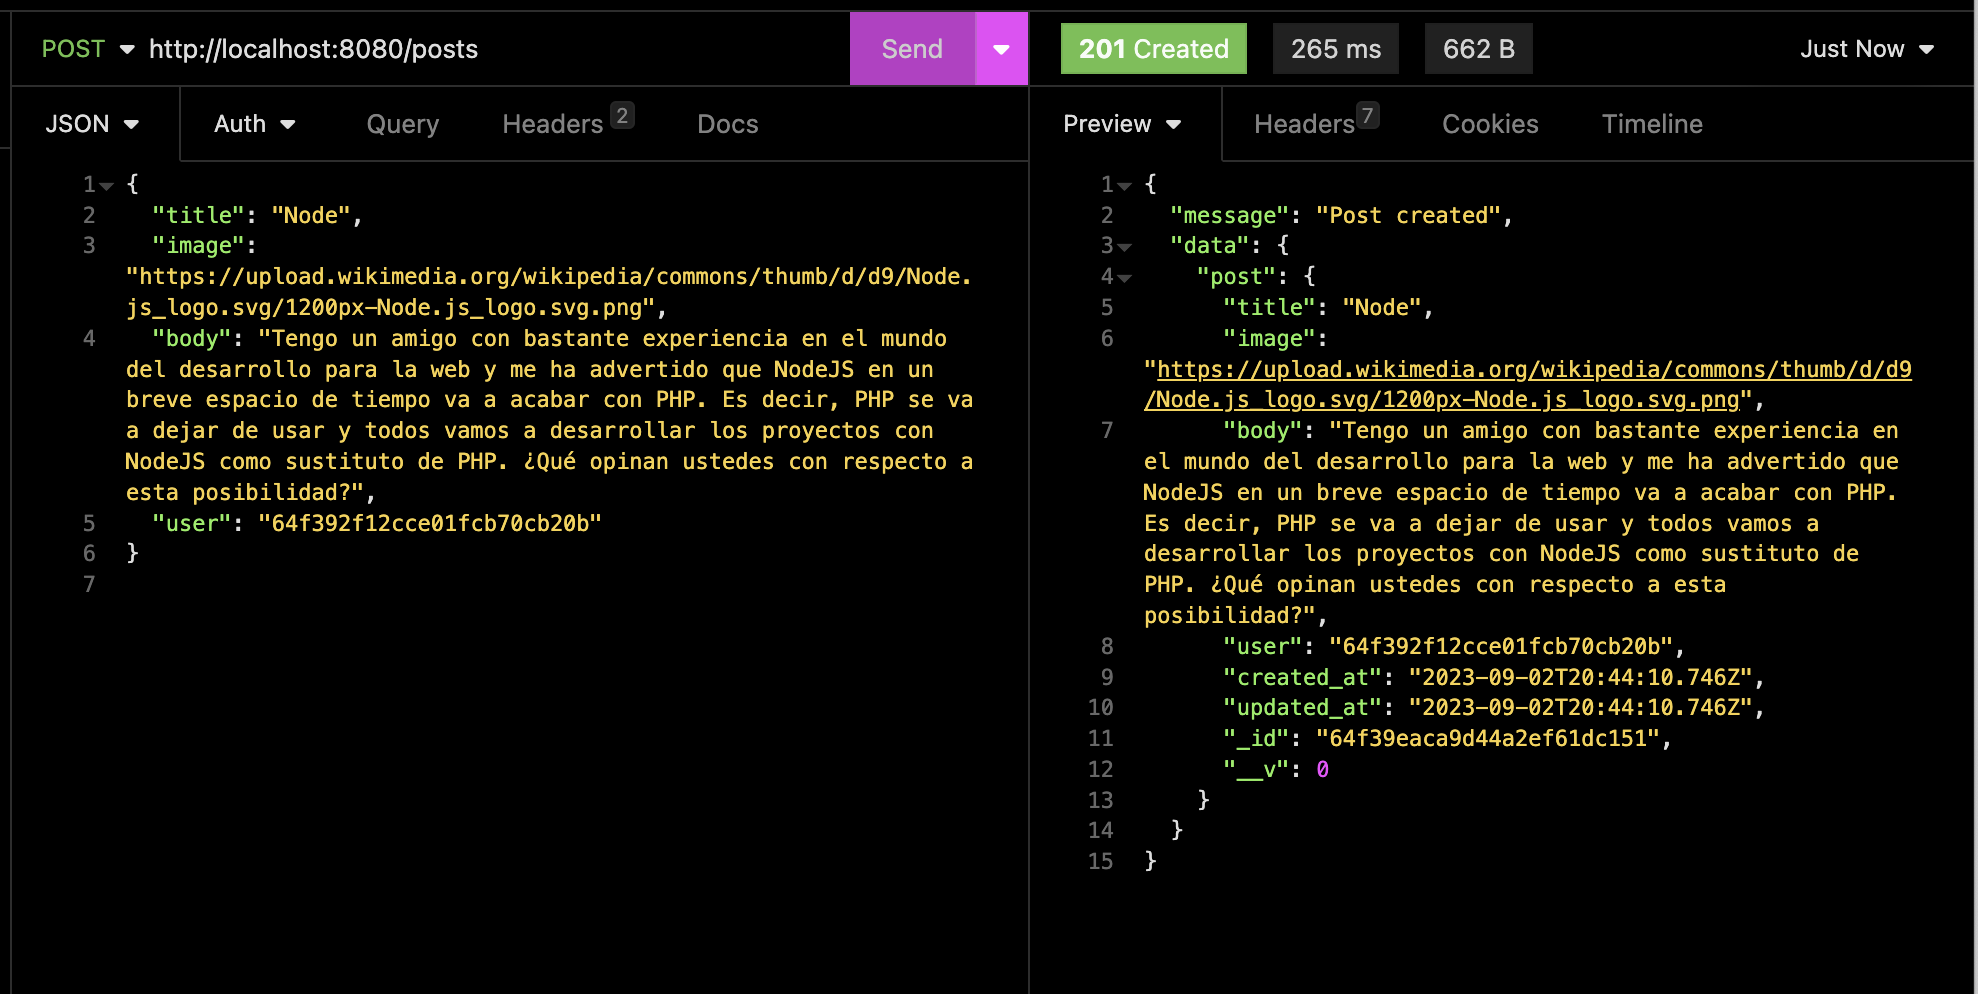 POST http://localhost:8080/posts Send
JSON Auth Query Headers 2 Docs
1 {
2 "title": "Node",
3 "image":
"https://upload.wikimedia.org/wikipedia/commons/thumb/d/d9/Node.
js_logo.svg/1200px-Node.js_logo.svg.png",
4 "body": "Tengo un amigo con bastante experiencia en el mundo
del desarrollo para la web y me ha advertido que NodeJS en un
breve espacio de tiempo va a acabar con PHP. Es decir, PHP se va
a dejar de usar y todos vamos a desarrollar los proyectos con
NodeJS como sustituto de PHP. ¿Qué opinan ustedes con respecto a
esta posibilidad?",
5 "user": "64f392f12cce01fcb70cb20b"
6 }
7
201 Created 265 ms 662 B Just Now
Preview Headers 7 Cookies Timeline
1 {
2 "message": "Post created",
3 "data": {
4 "post": {
5 "title": "Node",
6 "image":
"https://upload.wikimedia.org/wikipedia/commons/thumb/d/d9
/Node.js_logo.svg/1200px-Node.js_logo.svg.png",
7 "body": "Tengo un amigo con bastante experiencia en
el mundo del desarrollo para la web y me ha advertido que
NodeJS en un breve espacio de tiempo va a acabar con PHP.
Es decir, PHP se va a dejar de usar y todos vamos a
desarrollar los proyectos con NodeJS como sustituto de
PHP. ¿Qué opinan ustedes con respecto a esta
posibilidad?",
8 "user": "64f392f12cce01fcb70cb20b",
9 "created_at": "2023-09-02T20:44:10.746Z",
10 "updated_at": "2023-09-02T20:44:10.746Z",
11 "_id": "64f39eaca9d44a2ef61dc151",
12 "__v": 0
13 }
14 }
15 }